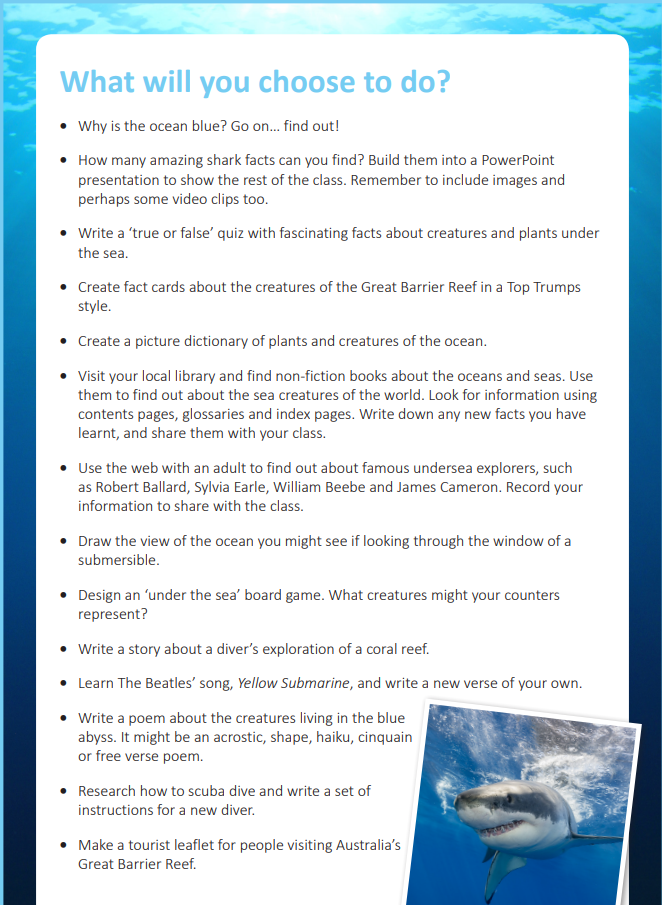 What will you choose to do?
• Why is the ocean blue? Go on… find out!
• How many amazing shark facts can you find? Build them into a PowerPoint
presentation to show the rest of the class. Remember to include images and
perhaps some video clips too.
• Write a ‘true or false’ quiz with fascinating facts about creatures and plants under
the sea.
• Create fact cards about the creatures of the Great Barrier Reef in a Top Trumps
style.
• Create a picture dictionary of plants and creatures of the ocean.
• Visit your local library and find non-fiction books about the oceans and seas. Use
them to find out about the sea creatures of the world. Look for information using
contents pages, glossaries and index pages. Write down any new facts you have
learnt, and share them with your class.
• Use the web with an adult to find out about famous undersea explorers, such
as Robert Ballard, Sylvia Earle, William Beebe and James Cameron. Record your
information to share with the class.
• Draw the view of the ocean you might see if looking through the window of a
submersible.
• Design an ‘under the sea’ board game. What creatures might your counters
represent?
• Write a story about a diver’s exploration of a coral reef.
• Learn The Beatles’ song, Yellow Submarine, and write a new verse of your own.
• Write a poem about the creatures living in the blue
abyss. It might be an acrostic, shape, haiku, cinquain
or free verse poem.
• Research how to scuba dive and write a set of
instructions for a new diver.
• Make a tourist leaflet for people visiting Australia’s
Great Barrier Reef.